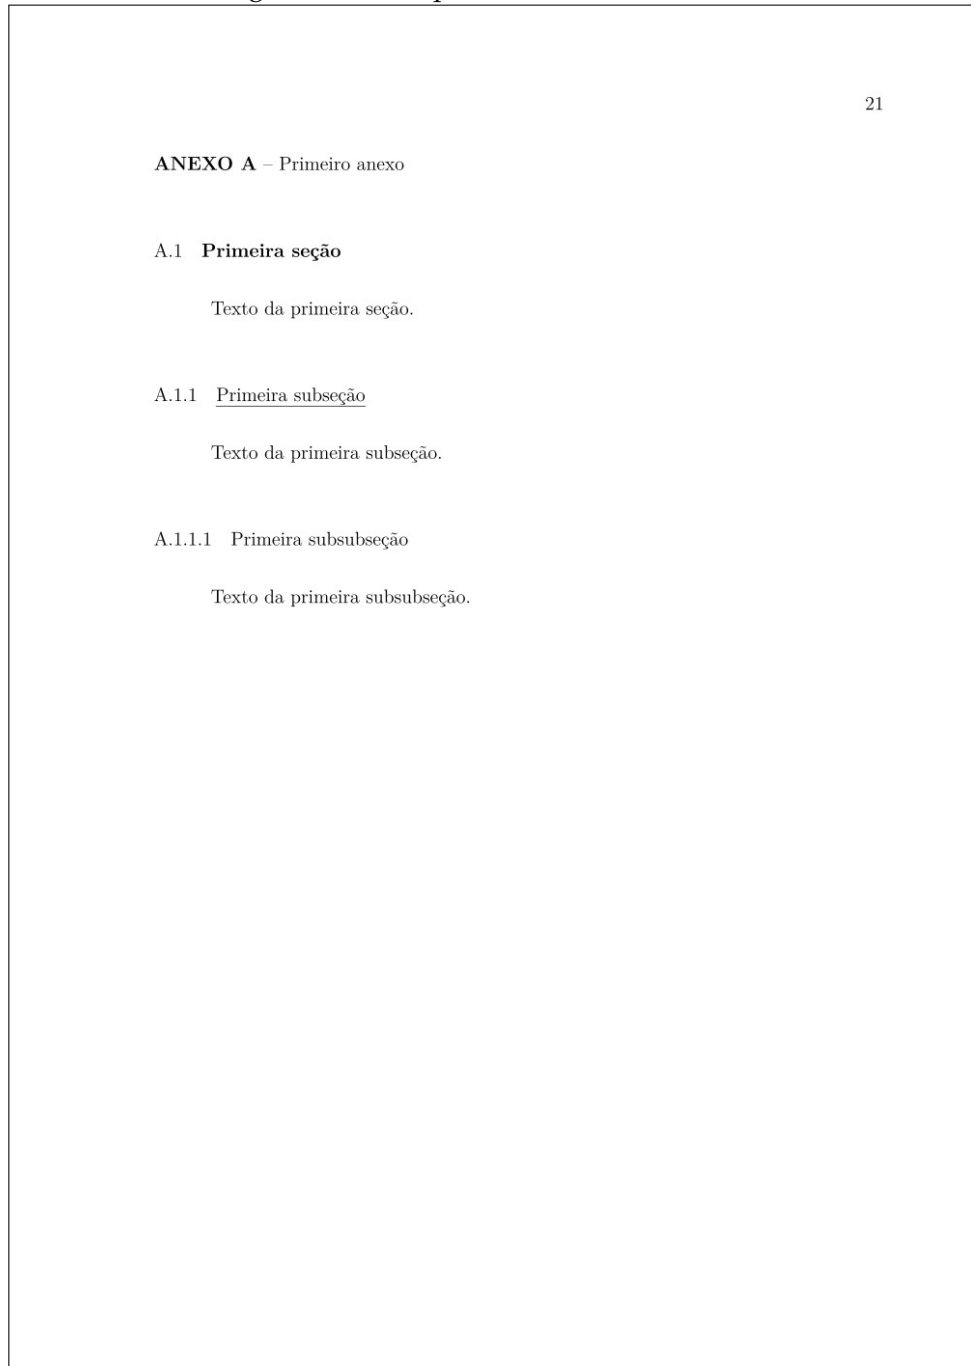 21
ANEXO A – Primeiro anexo
A.1 Primeira seção
Texto da primeira seção.
A.1.1 Primeira subseção
Texto da primeira subseção.
A.1.1.1 Primeira subsubseção
Texto da primeira subsubseção.